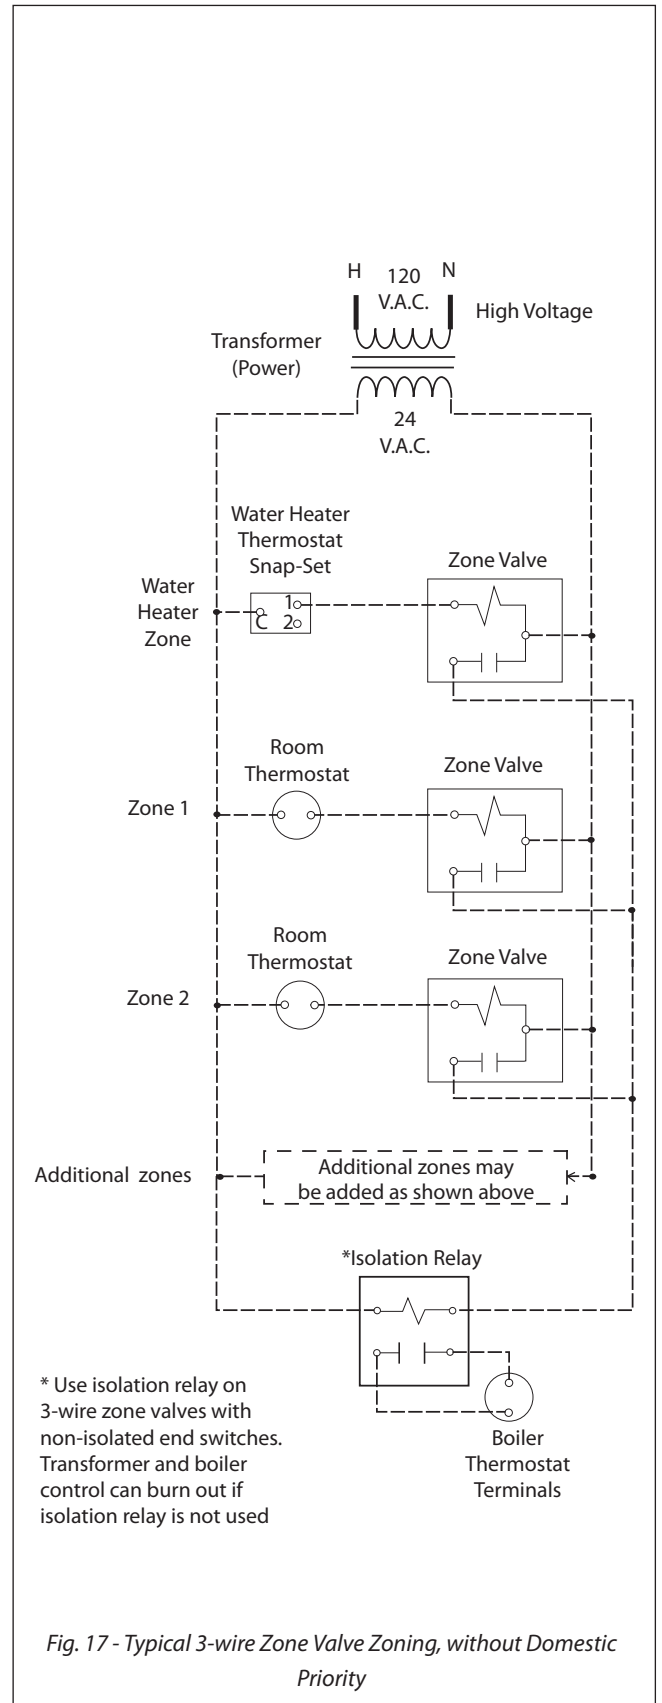 H 120 N
V.A.C.
High Voltage
Transformer
(Power)
24
V.A.C.
Water Heater
Thermostat
Snap-Set
Zone Valve
Water
Heater
Zone
1
C 2
Room
Thermostat
Zone Valve
Zone 1
Room
Thermostat
Zone Valve
Zone 2
Additional zones
Additional zones may
be added as shown above
*Isolation Relay
* Use isolation relay on
3-wire zone valves with
non-isolated end switches.
Transformer and boiler
control can burn out if
isolation relay is not used
Boiler
Thermostat
Terminals
Fig. 17 - Typical 3-wire Zone Valve Zoning, without Domestic
Priority